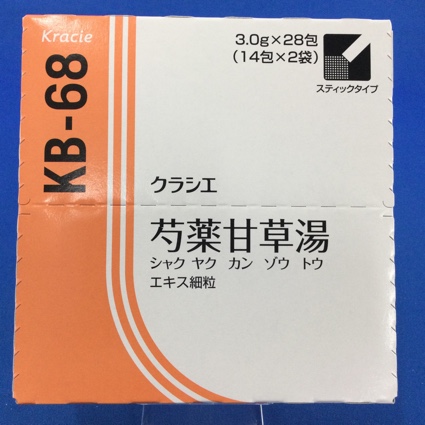 Kracie
KB-68
3.0g×28包
(14包×2袋)
スティックタイプ
クラシエ
芍薬甘草湯
シャク ヤク カン ゾウ トウ
エキス細粒